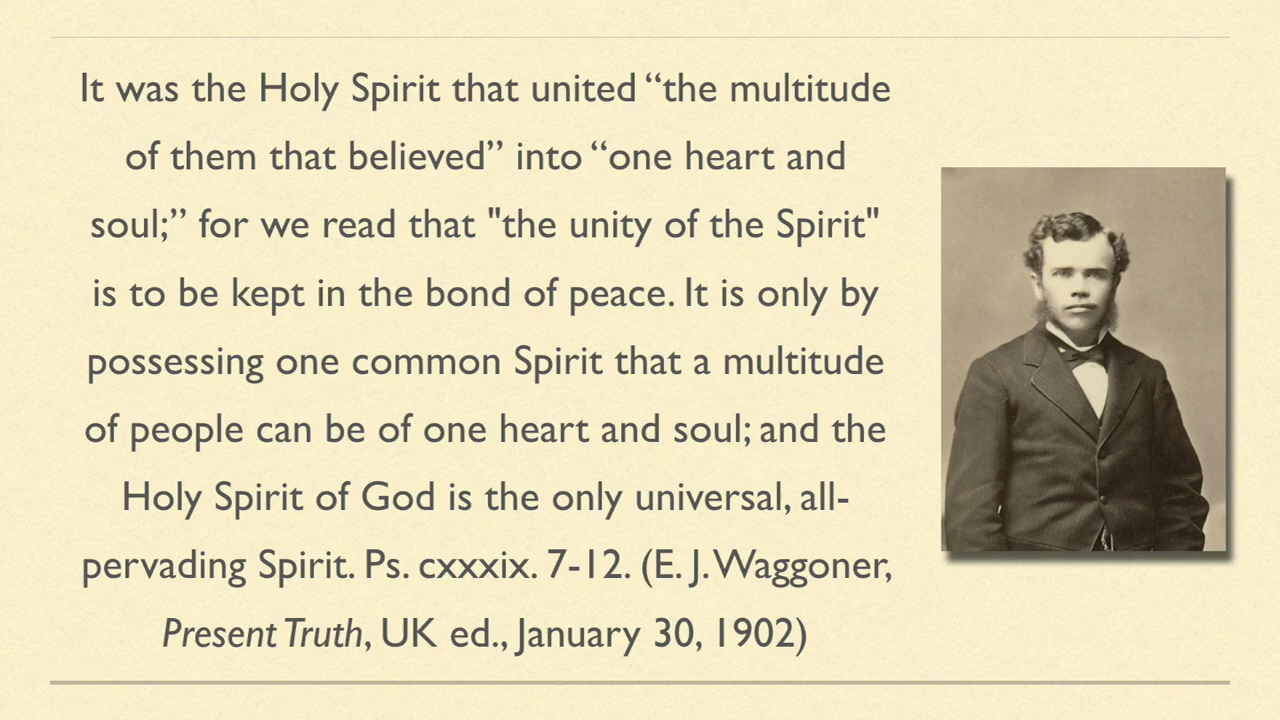 It was the Holy Spirit that united “the multitude
of them that believed” into “one heart and
soul;” for we read that "the unity of the Spirit"
is to be kept in the bond of peace. It is only by
possessing one common Spirit that a multitude
of people can be of one heart and soul; and the
Holy Spirit of God is the only universal, all-
pervading Spirit. Ps. cxxxix. 7-12. (E. J. Waggoner,
Present Truth, UK ed., January 30, 1902)